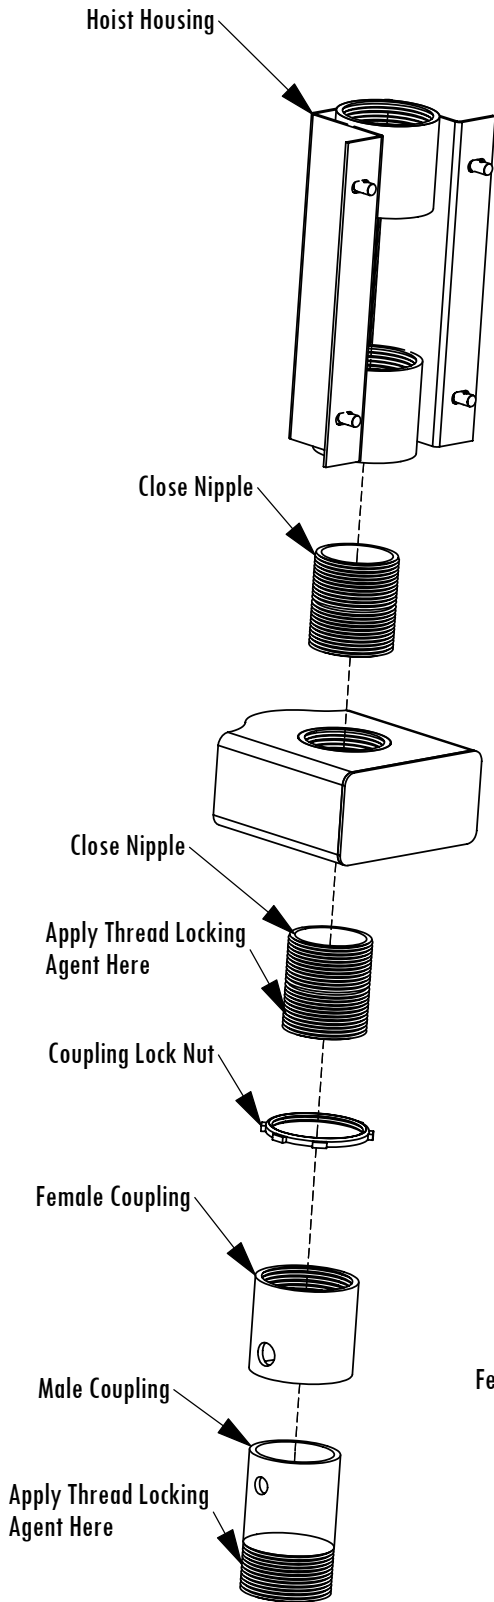 Hoist Housing
Close Nipple
Close Nipple
Apply Thread Locking
Agent Here
Coupling Lock Nut
Female Coupling
Male Coupling
Fe
Apply Thread Locking
Agent Here